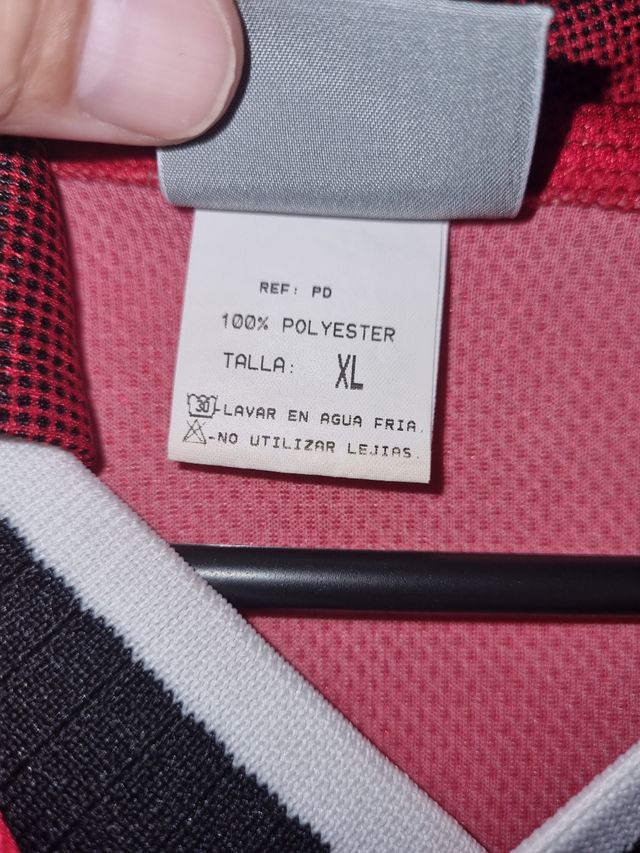 REF: PD
100% POLYESTER
TALLA: XL
30 -LAVAR EN AGUA FRIA.
-NO UTILIZAR LEJIAS.